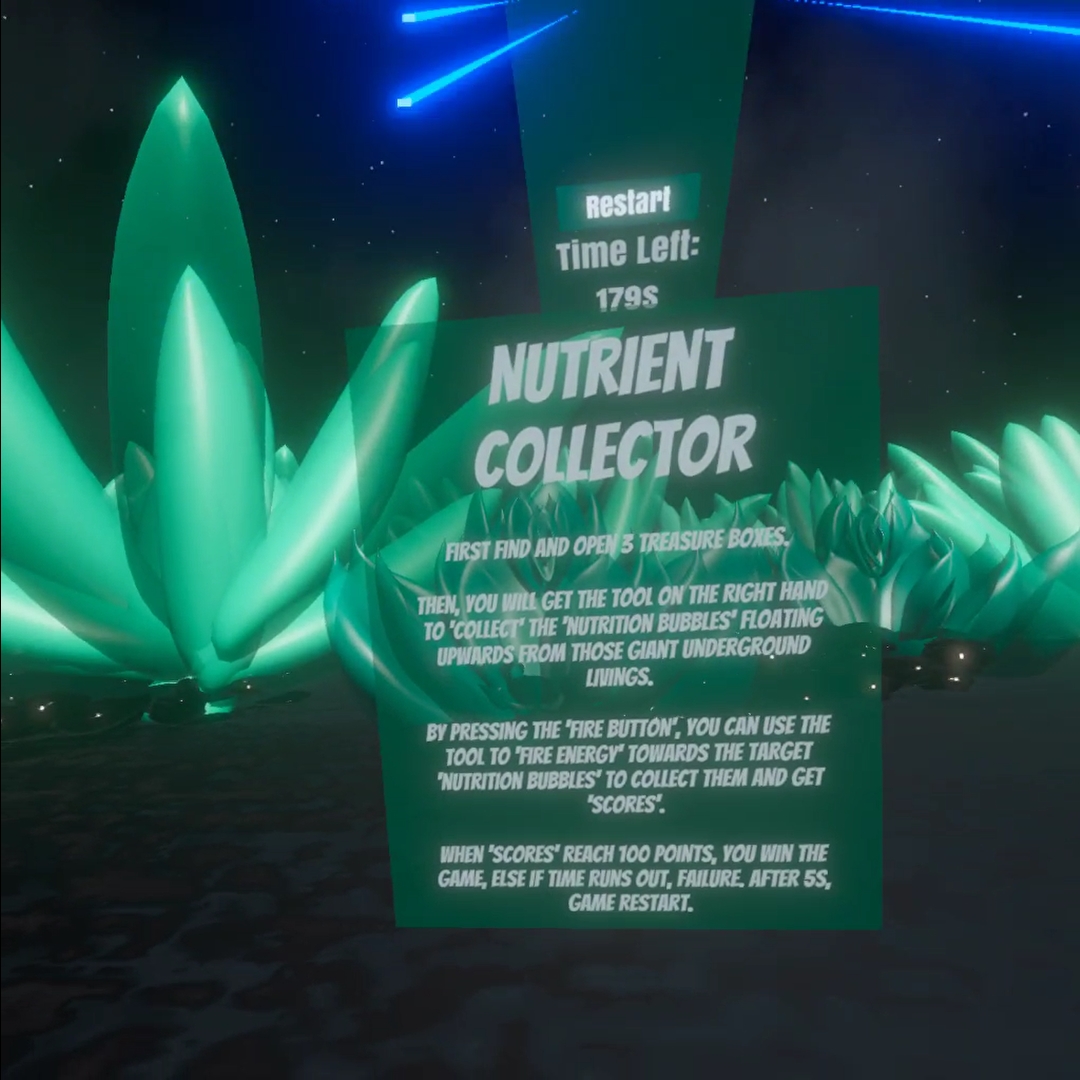 Restart
Time Left:
179S
NUTRIENT
COLLECTOR
FIRST FIND AND OPEN 3 TREASURE BOXES.
THEN, YOU WILL GET THE TOOL ON THE RIGHT HAND
TO 'COLLECT' THE 'NUTRITION BUBBLES' FLOATING
UPWARDS FROM THOSE GIANT UNDERGROUND
LIVINGS.
BY PRESSING THE 'FIRE BUTTON', YOU CAN USE THE
TOOL TO 'FIRE ENERGY' TOWARDS THE TARGET
'NUTRITION BUBBLES' TO COLLECT THEM AND GET
'SCORES'.
WHEN 'SCORES' REACH 100 POINTS, YOU WIN THE
GAME, ELSE IF TIME RUNS OUT, FAILURE. AFTER 5S,
GAME RESTART.